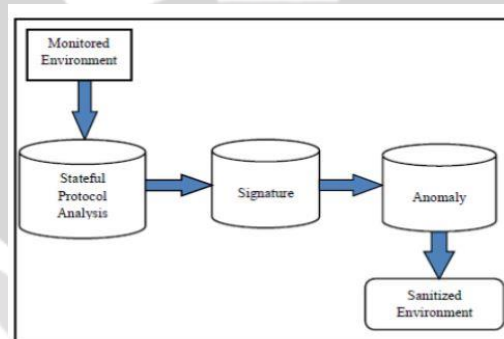 Monitored
Environment
Stateful
Protocol
Analysis
Signature
Anomaly
Sanitized
Environment